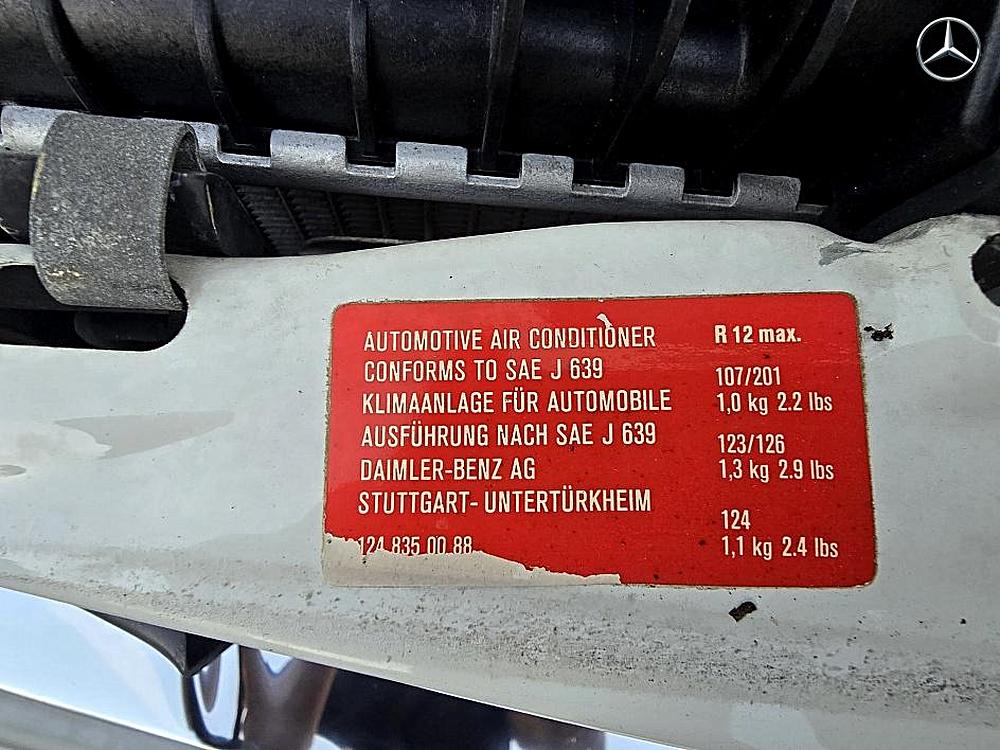 AUTOMOTIVE AIR CONDITIONER
CONFORMS TO SAE J 639
KLIMAANLAGE FÜR AUTOMOBILE
AUSFÜHRUNG NACH SAE J 639
DAIMLER-BENZ AG
STUTTGART- UNTERTÜRKHEIM
124 835 00 88
R 12 max.
107/201
1,0 kg 2.2 lbs
123/126
1,3 kg 2.9 lbs
124
1,1 kg 2.4 lbs